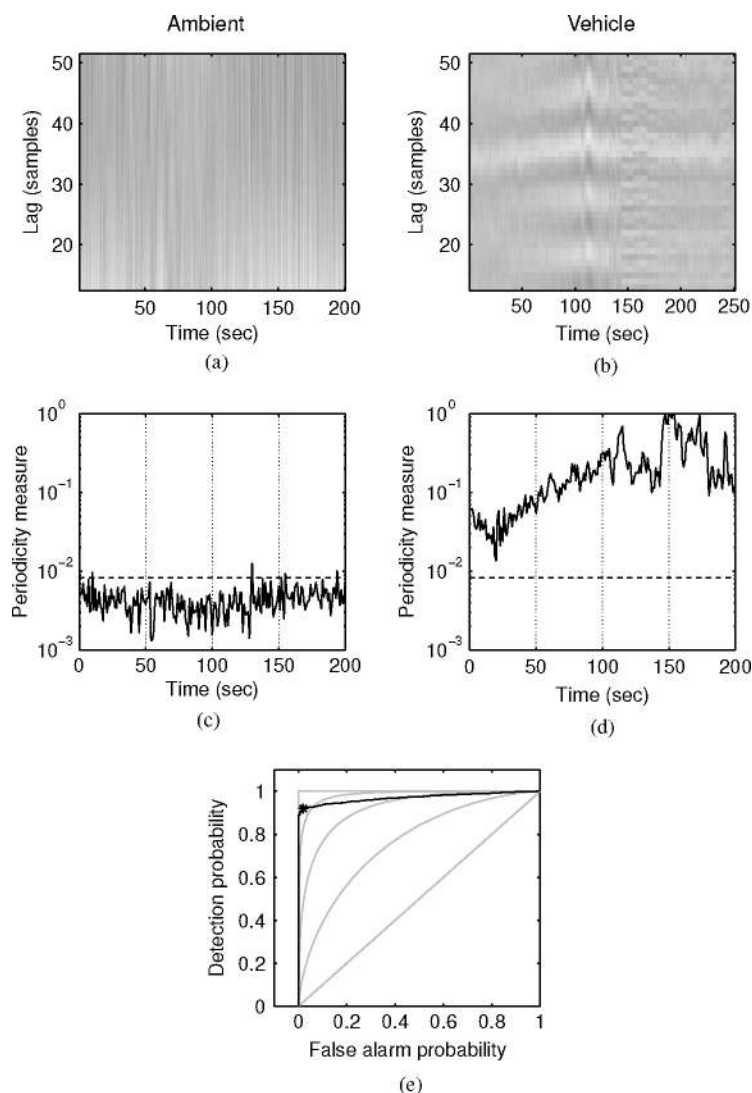 Ambient
Vehicle
50
40
30
20
Lag (samples)
50 100 150 200
Time (sec)
(a)
50
40
30
20
Lag (samples)
50 100 150 200 250
Time (sec)
(b)
10^0
10^-1
10^-2
10^-3
Periodicity measure
0 50 100 150 200
Time (sec)
(c)
10^0
10^-1
10^-2
10^-3
Periodicity measure
0 50 100 150 200
Time (sec)
(d)
1
0.8
0.6
0.4
0.2
0
Detection probability
0 0.2 0.4 0.6 0.8 1
False alarm probability
(e)